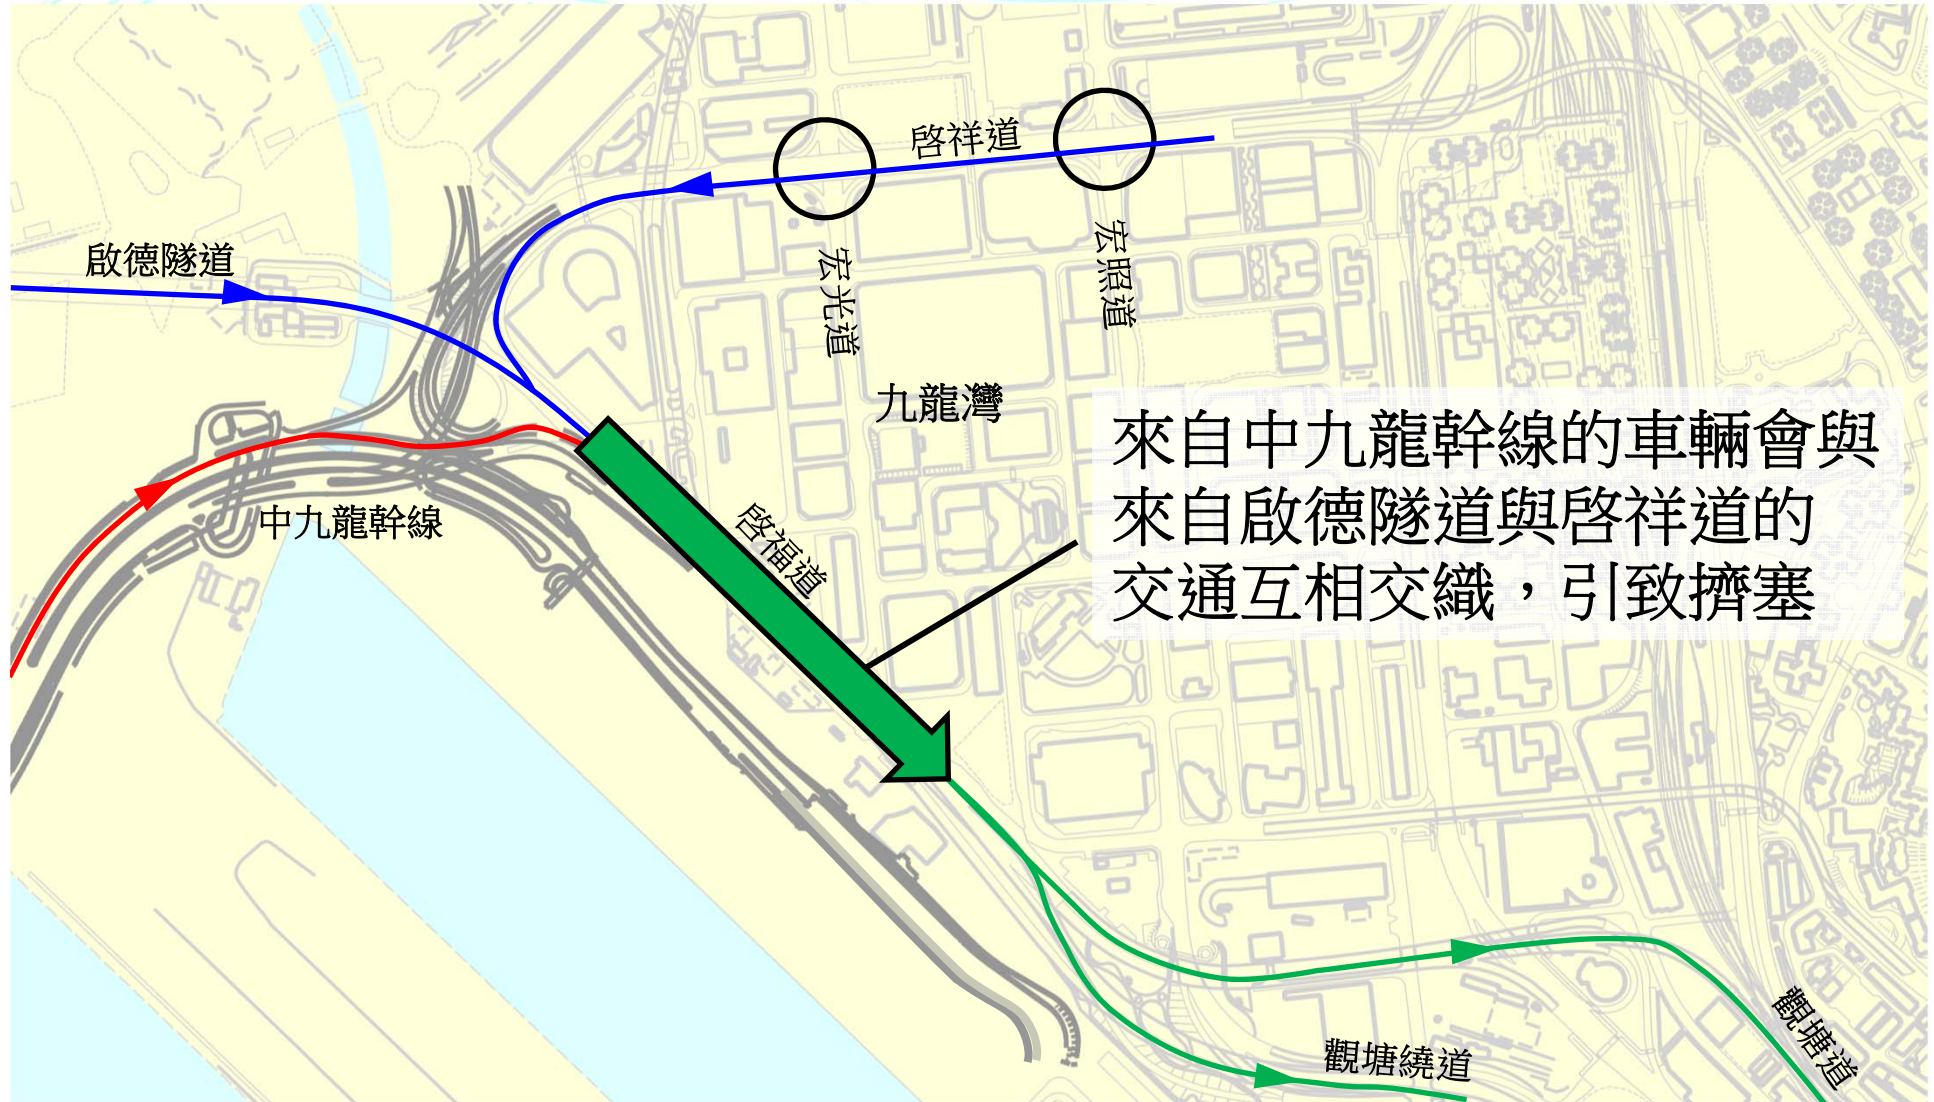 啓祥道
宏光道
宏照道
啟德隧道
九龍灣
來自中九龍幹線的車輛會與
來自啟德隧道與啓祥道的
交通互相交織，引致擠塞
中九龍幹線
啓福道
觀塘繞道
觀塘道